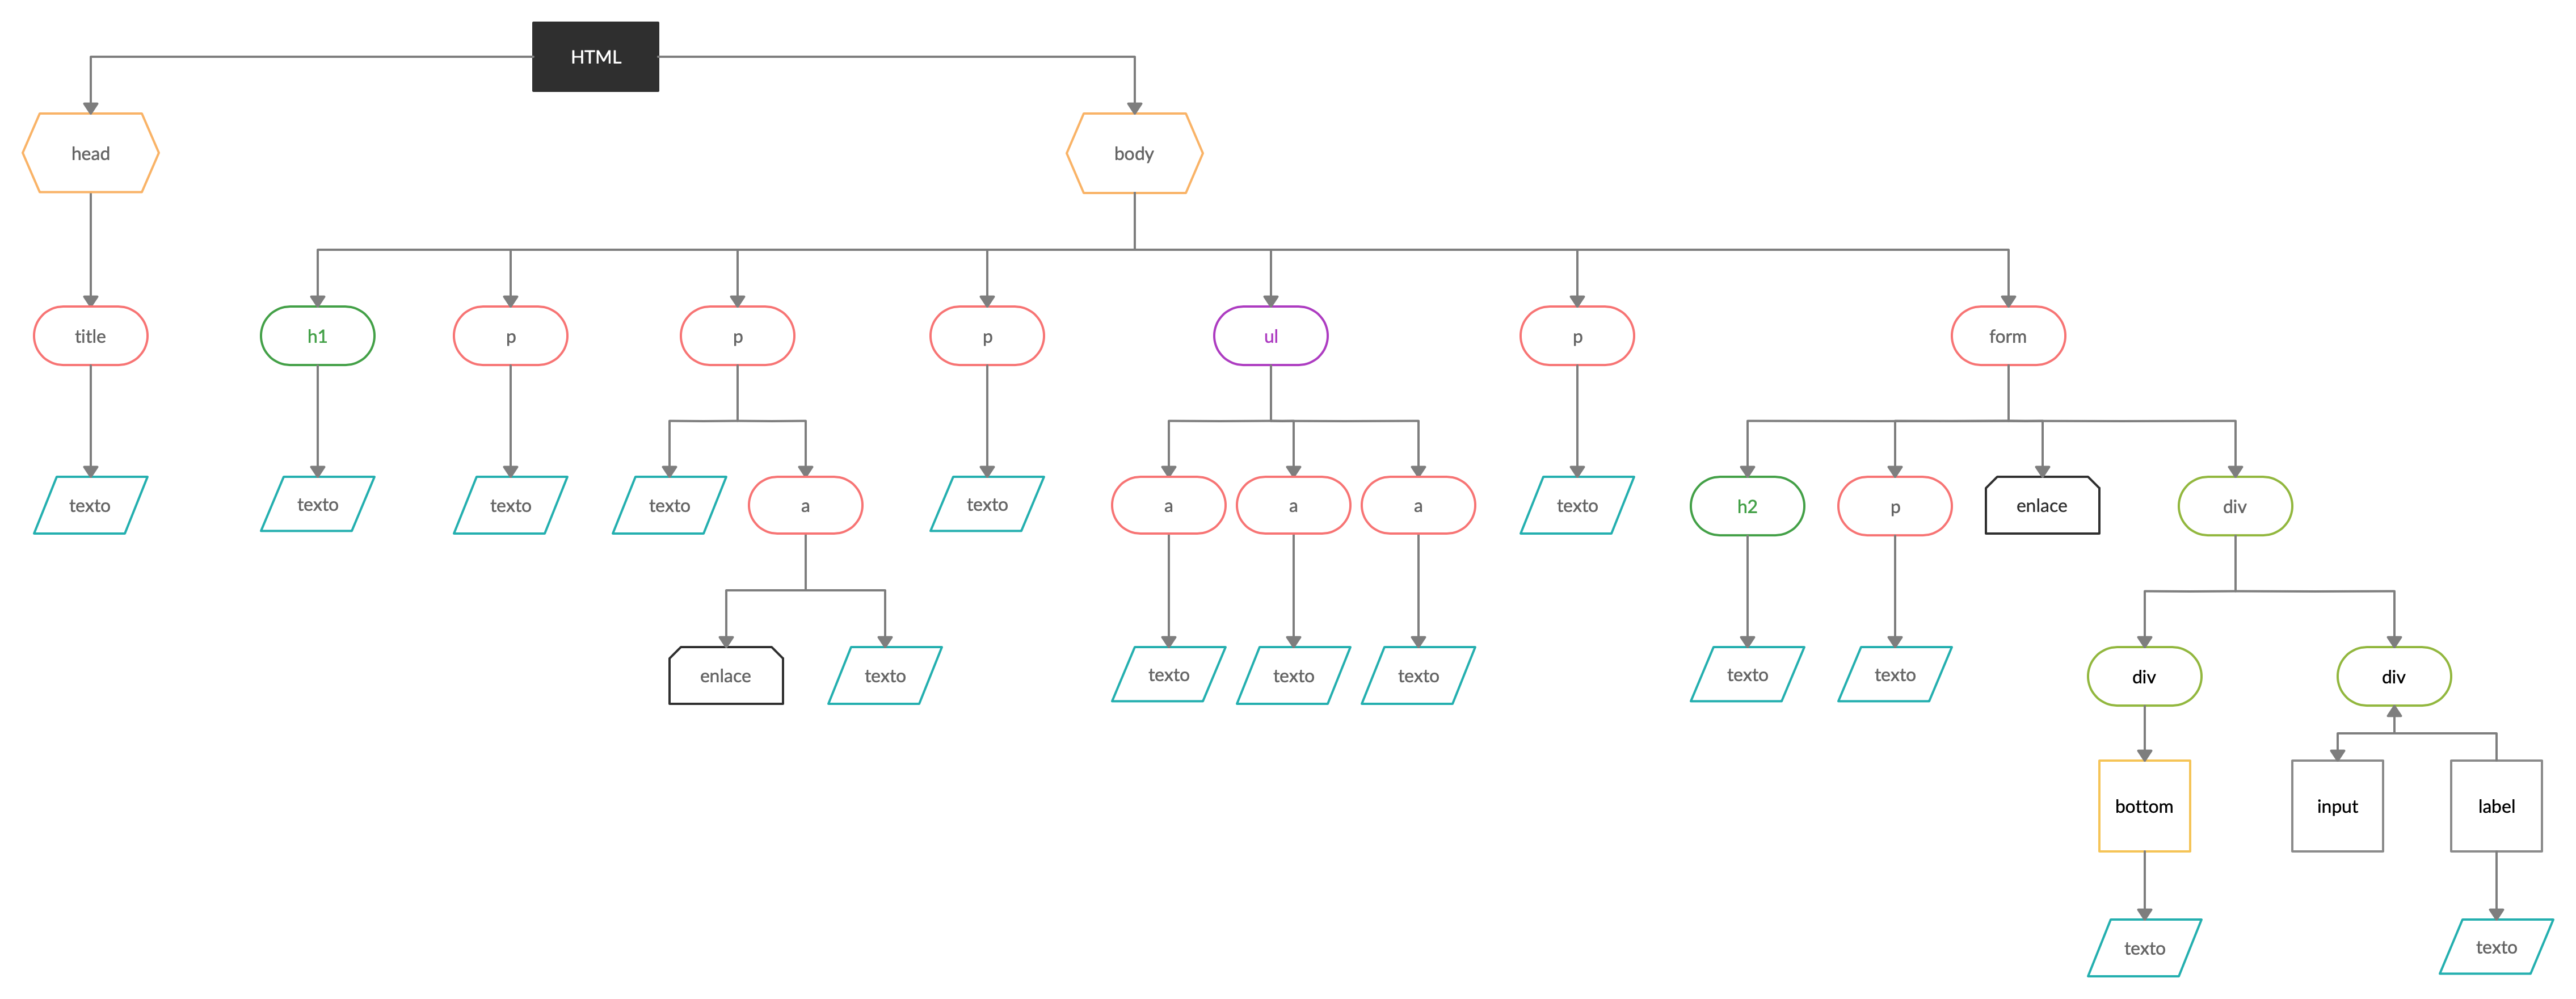 HTML
head
body
title
h1
p
p
p
ul
p
form
texto
texto
texto
texto
a
texto
a
a
a
texto
h2
p
enlace
div
enlace
texto
texto
texto
texto
texto
texto
div
div
bottom
input
label
texto
texto